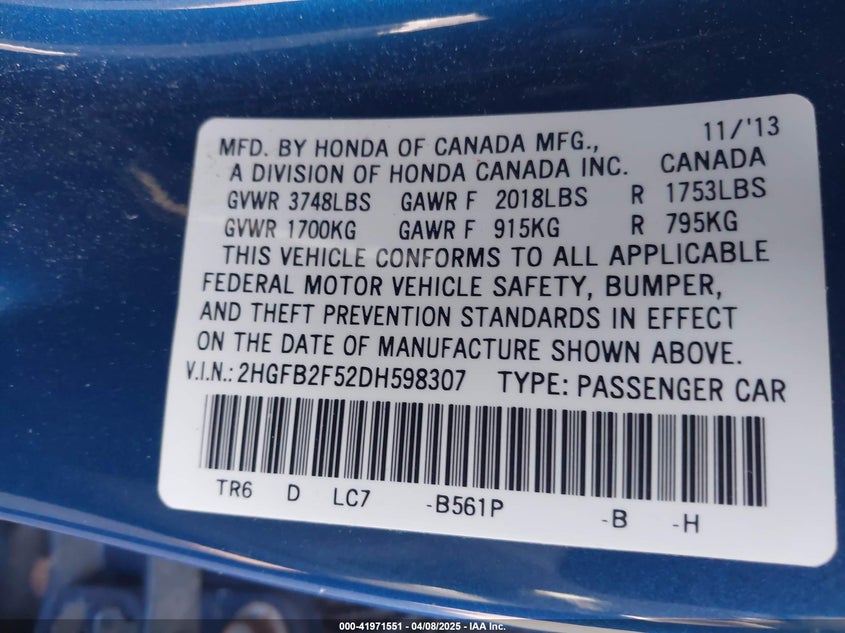 11/'13
MFD. BY HONDA OF CANADA MFG.,
A DIVISION OF HONDA CANADA INC. CANADA
GVWR 3748LBS GAWR F 2018LBS R 1753LBS
GVWR 1700KG GAWR F 915KG R 795KG
THIS VEHICLE CONFORMS TO ALL APPLICABLE
FEDERAL MOTOR VEHICLE SAFETY, BUMPER,
AND THEFT PREVENTION STANDARDS IN EFFECT
ON THE DATE OF MANUFACTURE SHOWN ABOVE.
V.I.N.: 2HGFB2F52DH598307 TYPE: PASSENGER CAR
TR6 D LC7 -B561P -B -H
000-41971551 | 04/08/2025 - IAA Inc.